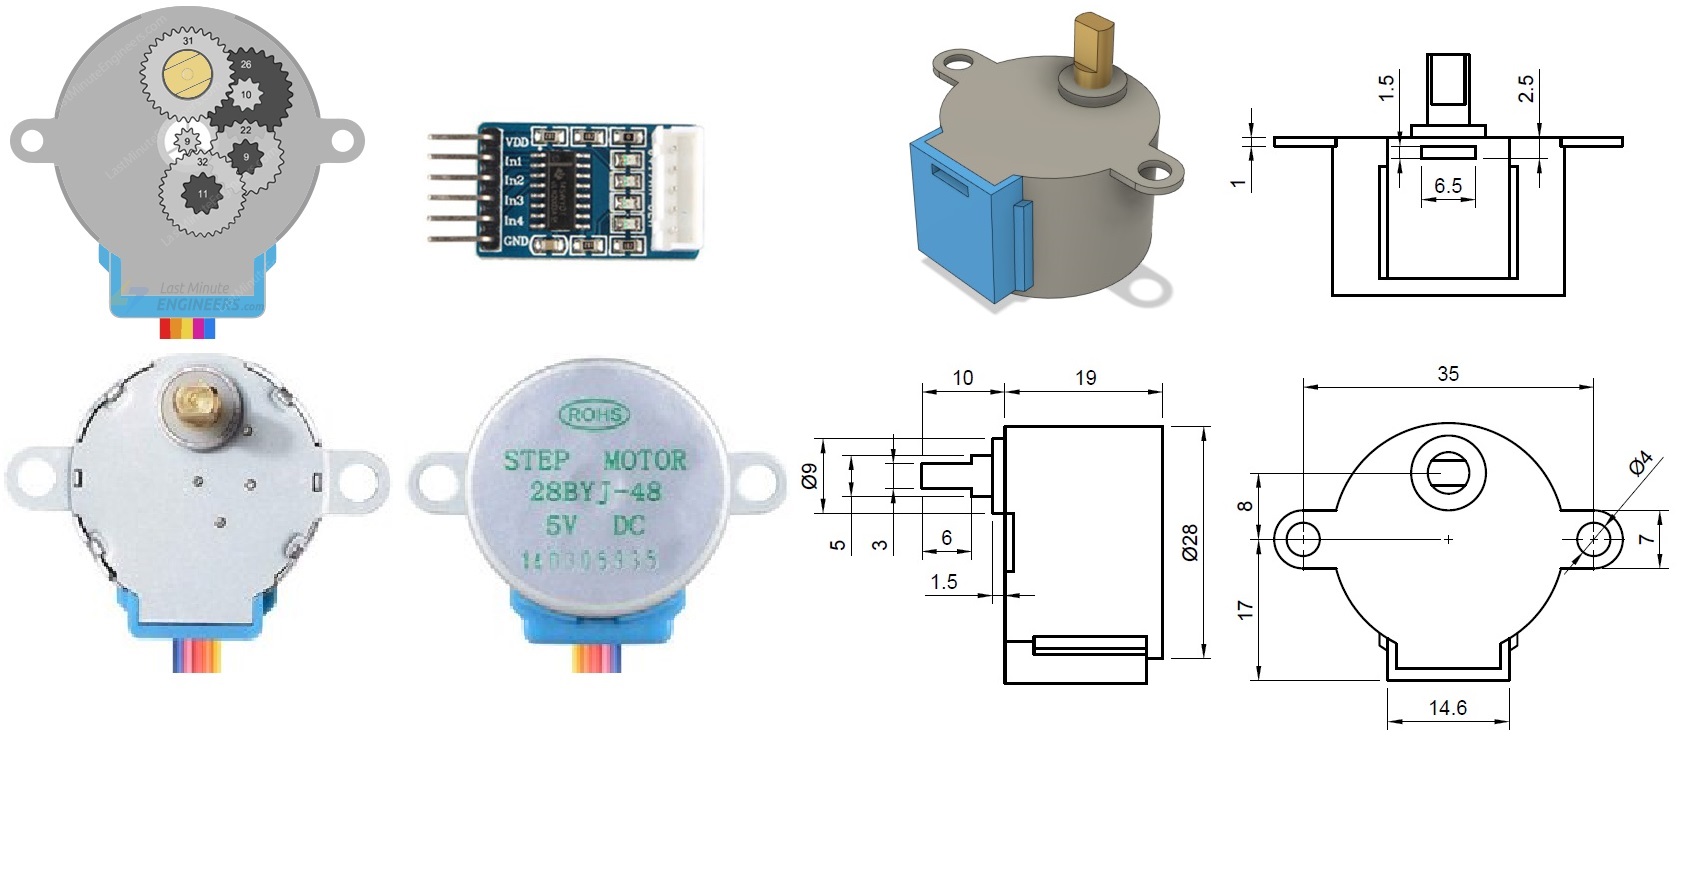 LastMinuteEngineers.com
31
26
10
9
22
9
32
11
Last Minute
ENGINEERS.com
VDD
In1
In2
In3
In4
GND
1.5
2.5
1
6.5
ROHS
STEP MOTOR
28BYJ-48
5V DC
10
19
Ø9
5
3
6
1.5
Ø28
35
Ø4
8
7
17
14.6